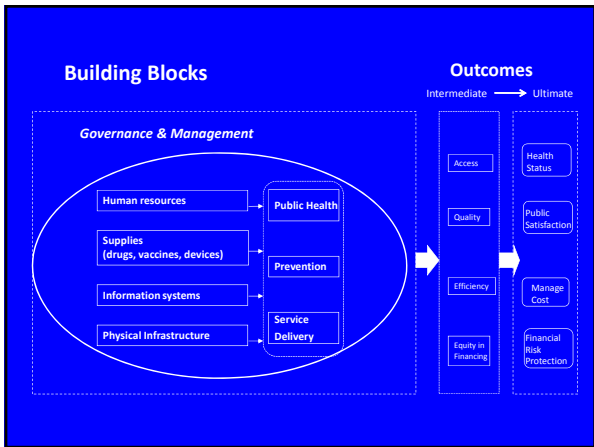 Building Blocks
Outcomes
Intermediate Ultimate
Governance & Management
Human resources
Supplies
(drugs, vaccines, devices)
Information systems
Physical Infrastructure
Public Health
Prevention
Service
Delivery
Access
Quality
Efficiency
Equity in
Financing
Health
Status
Public
Satisfaction
Manage
Cost
Financial
Risk
Protection